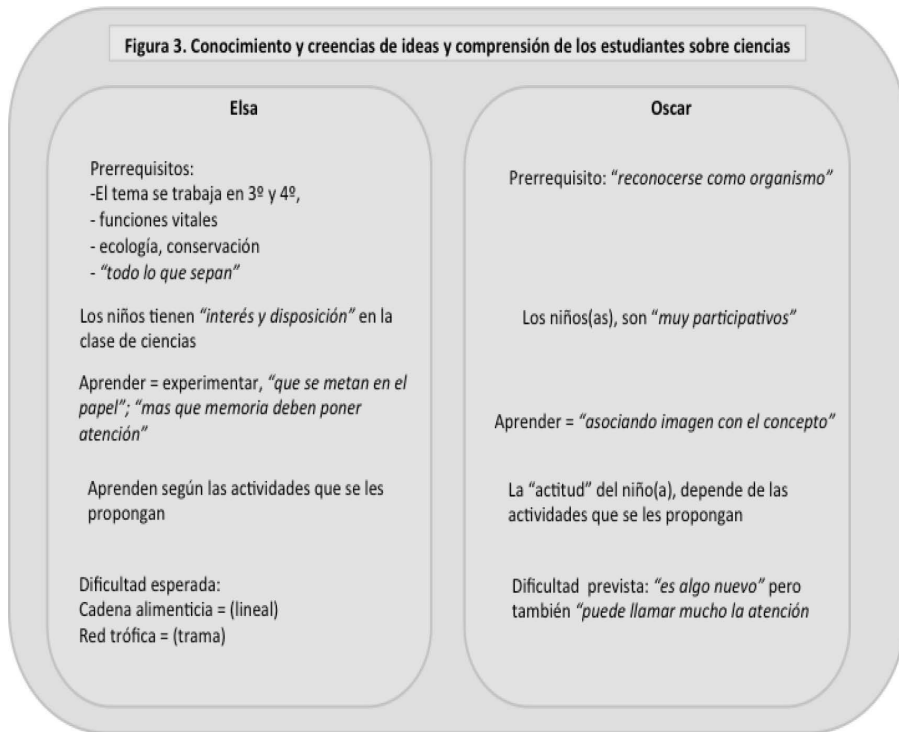 Figura 3. Conocimiento y creencias de ideas y comprensión de los estudiantes sobre ciencias
Elsa
Prerrequisitos:
-El tema se trabaja en 3º y 4º,
- funciones vitales
- ecología, conservación
- “todo lo que sepan”
Los niños tienen “interés y disposición” en la
clase de ciencias
Aprender = experimentar, “que se metan en el
papel”; “mas que memoria deben poner
atención”
Aprenden según las actividades que se les
propongan
Dificultad esperada:
Cadena alimenticia = (lineal)
Red trófica = (trama)
Oscar
Prerrequisito: “reconocerse como organismo”
Los niños(as), son “muy participativos”
Aprender = “asociando imagen con el concepto”
La “actitud” del niño(a), depende de las
actividades que se les propongan
Dificultad prevista: “es algo nuevo” pero
también “puede llamar mucho la atención